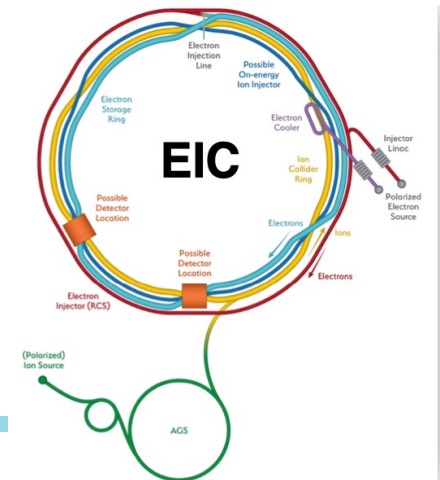 Electron
Injection
Line
Possible
On-energy
Ion Injector
Electron
Storage
Ring
Electron
Cooler
Injector
Linac
EIC
Ion
Collider
Ring
Polarized
Electron
Source
Possible
Detector
Location
Electrons
Ions
Possible
Detector
Location
Electrons
Electron
Injector (RCS)
(Polarized)
Ion Source
AGS